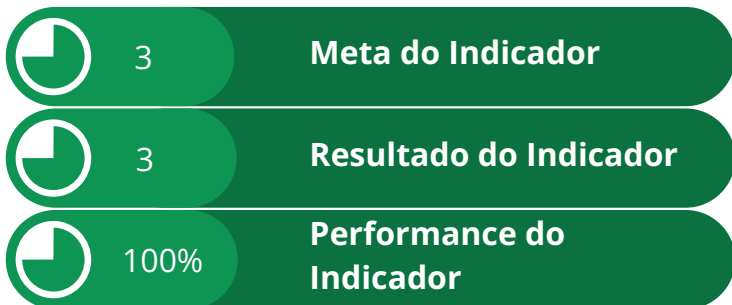 3 Meta do Indicador
3 Resultado do Indicador
100% Performance do
Indicador